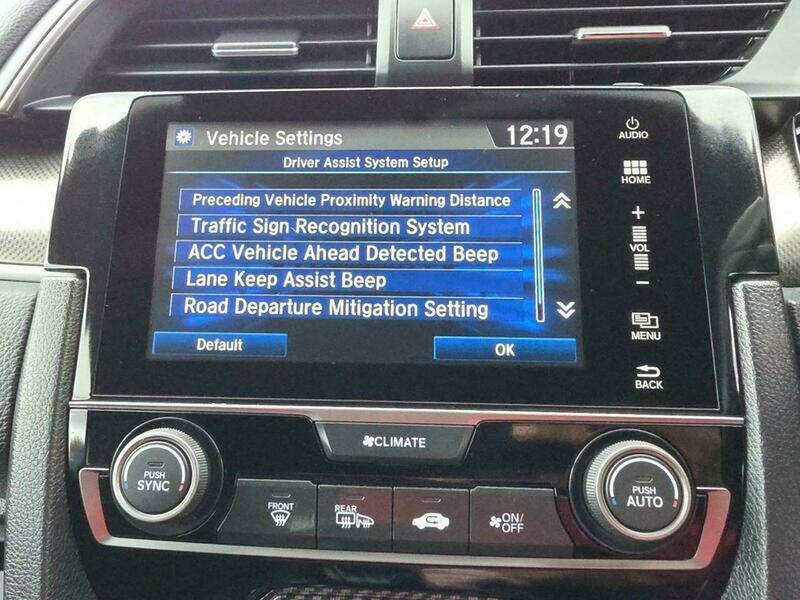 Vehicle Settings
12:19
Driver Assist System Setup
Preceding Vehicle Proximity Warning Distance
Traffic Sign Recognition System
ACC Vehicle Ahead Detected Beep
Lane Keep Assist Beep
Road Departure Mitigation Setting
Default
OK
AUDIO
HOME
+
VOL
−
MENU
BACK
CLIMATE
PUSH
SYNC
FRONT
REAR
ON/
OFF
PUSH
AUTO